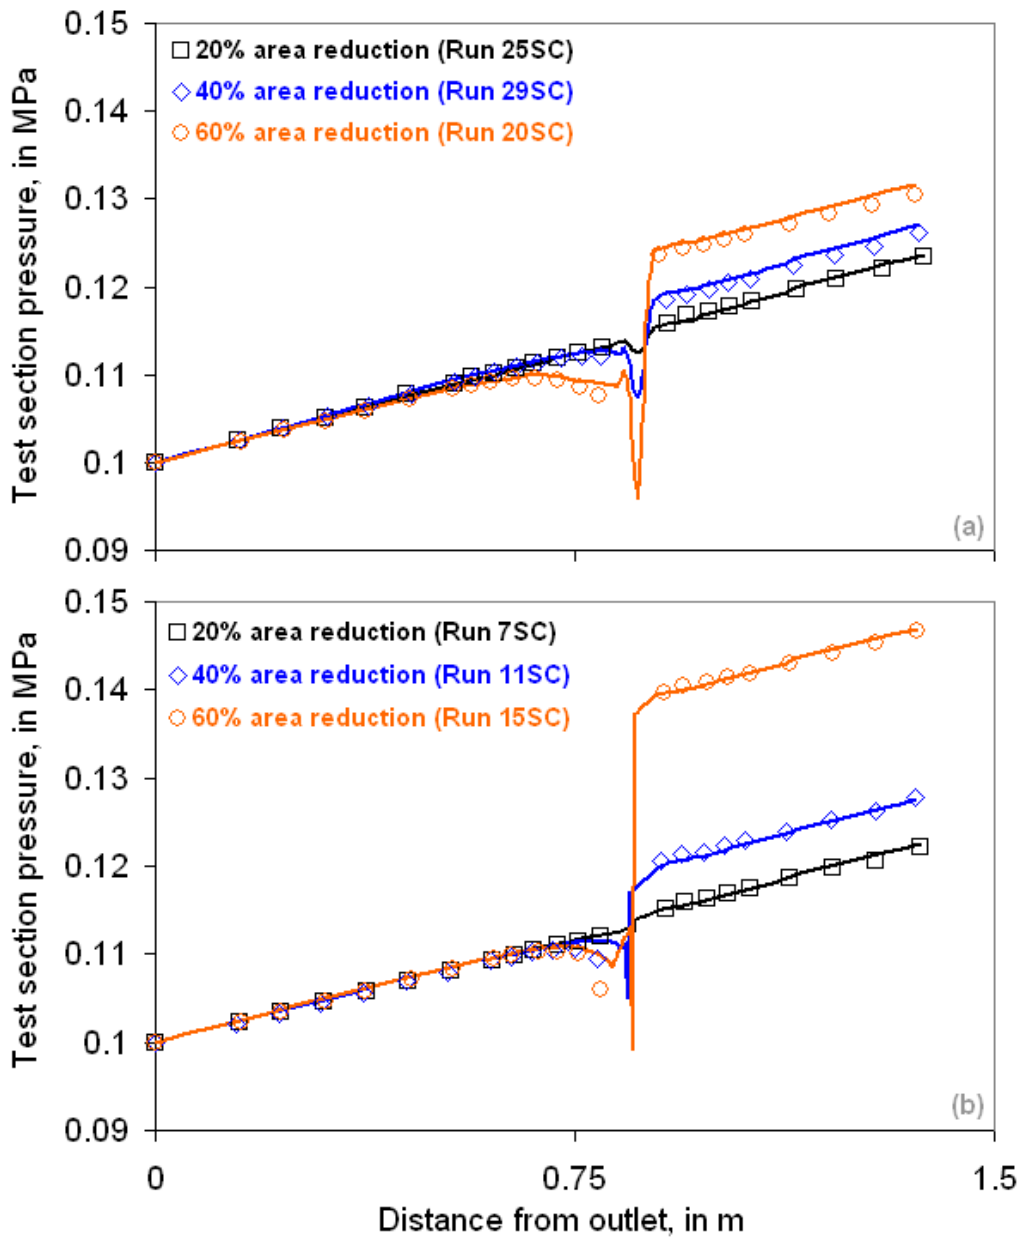 0.15
20% area reduction (Run 25SC)
40% area reduction (Run 29SC)
60% area reduction (Run 20SC)
0.14
0.13
0.12
0.11
0.1
0.09
Test section pressure, in MPa
(a)
0.15
20% area reduction (Run 7SC)
40% area reduction (Run 11SC)
60% area reduction (Run 15SC)
0.14
0.13
0.12
0.11
0.1
0.09
Test section pressure, in MPa
(b)
0
0.75
1.5
Distance from outlet, in m